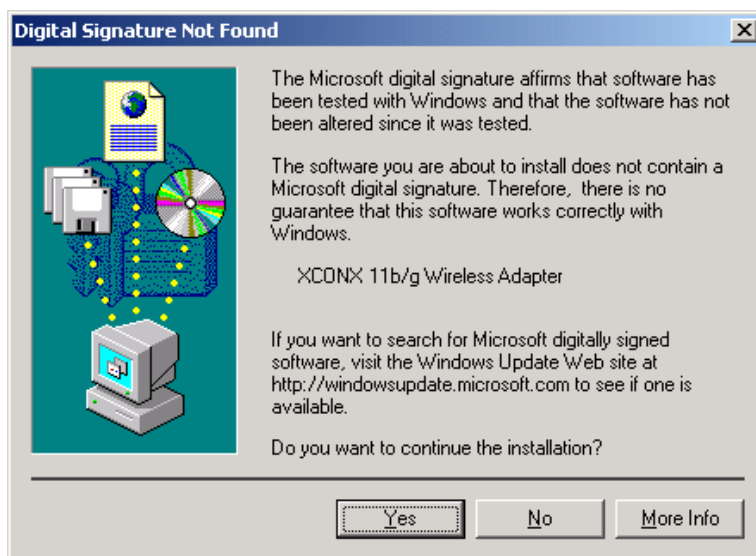 Digital Signature Not Found
The Microsoft digital signature affirms that software has
been tested with Windows and that the software has not
been altered since it was tested.
The software you are about to install does not contain a
Microsoft digital signature. Therefore,  there is no
guarantee that this software works correctly with
Windows.
XCONX 11b/g Wireless Adapter
If you want to search for Microsoft digitally signed
software, visit the Windows Update Web site at
http://windowsupdate.microsoft.com to see if one is
available.
Do you want to continue the installation?
Yes
No
More Info